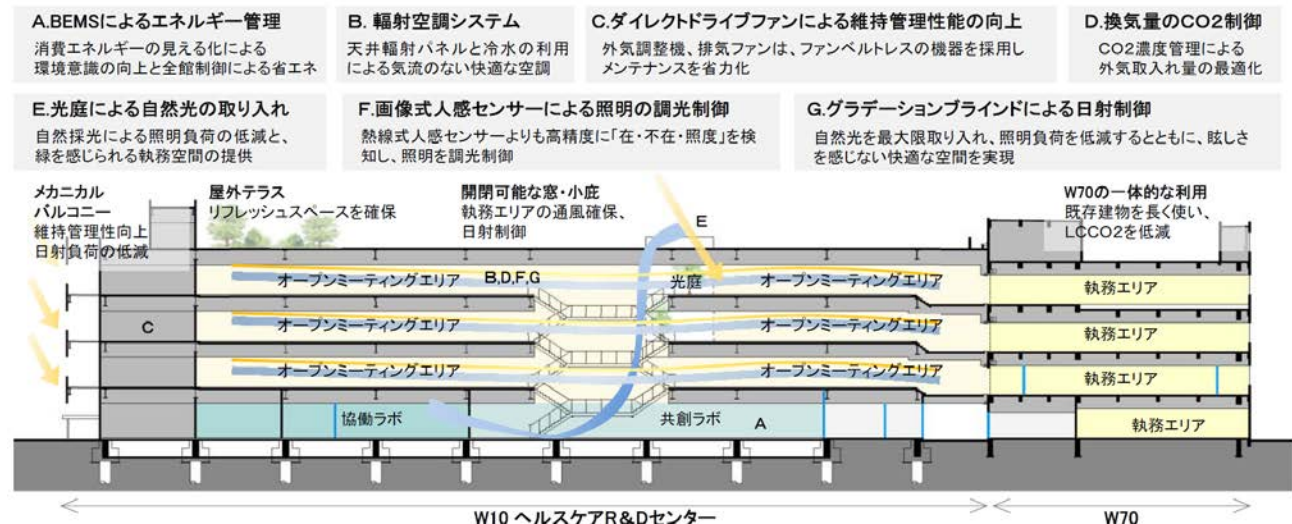 A.BEMSによるエネルギー管理
消費エネルギーの見える化による
環境意識の向上と全館制御による省エネ
B. 輻射空調システム
天井輻射パネルと冷水の利用
による気流のない快適な空調
C.ダイレクトドライブファンによる維持管理性能の向上
外気調整機、排気ファンは、ファンベルトレスの機器を採用し
メンテナンスを省力化
D.換気量のCO2制御
CO2濃度管理による
外気取入れ量の最適化
E.光庭による自然光の取り入れ
自然採光による照明負荷の低減と、
緑を感じられる執務空間の提供
F.画像式人感センサーによる照明の調光制御
熱線式人感センサーよりも高精度に「在・不在・照度」を検
知し、照明を調光制御
G.グラデーションブラインドによる日射制御
自然光を最大限取り入れ、照明負荷を低減するとともに、眩しさ
を感じない快適な空間を実現
メカニカル
バルコニー
維持管理性向上
日射負荷の低減
屋外テラス
リフレッシュスペースを確保
開閉可能な窓・小庇
執務エリアの通風確保、
日射制御
E
W70の一体的な利用
既存建物を長く使い、
LCCO2を低減
オープンミーティングエリア
B,D,F,G
光庭
オープンミーティングエリア
執務エリア
C
オープンミーティングエリア
オープンミーティングエリア
執務エリア
オープンミーティングエリア
オープンミーティングエリア
執務エリア
協働ラボ
共創ラボ
A
執務エリア
W10 ヘルスケアR&Dセンター
W70